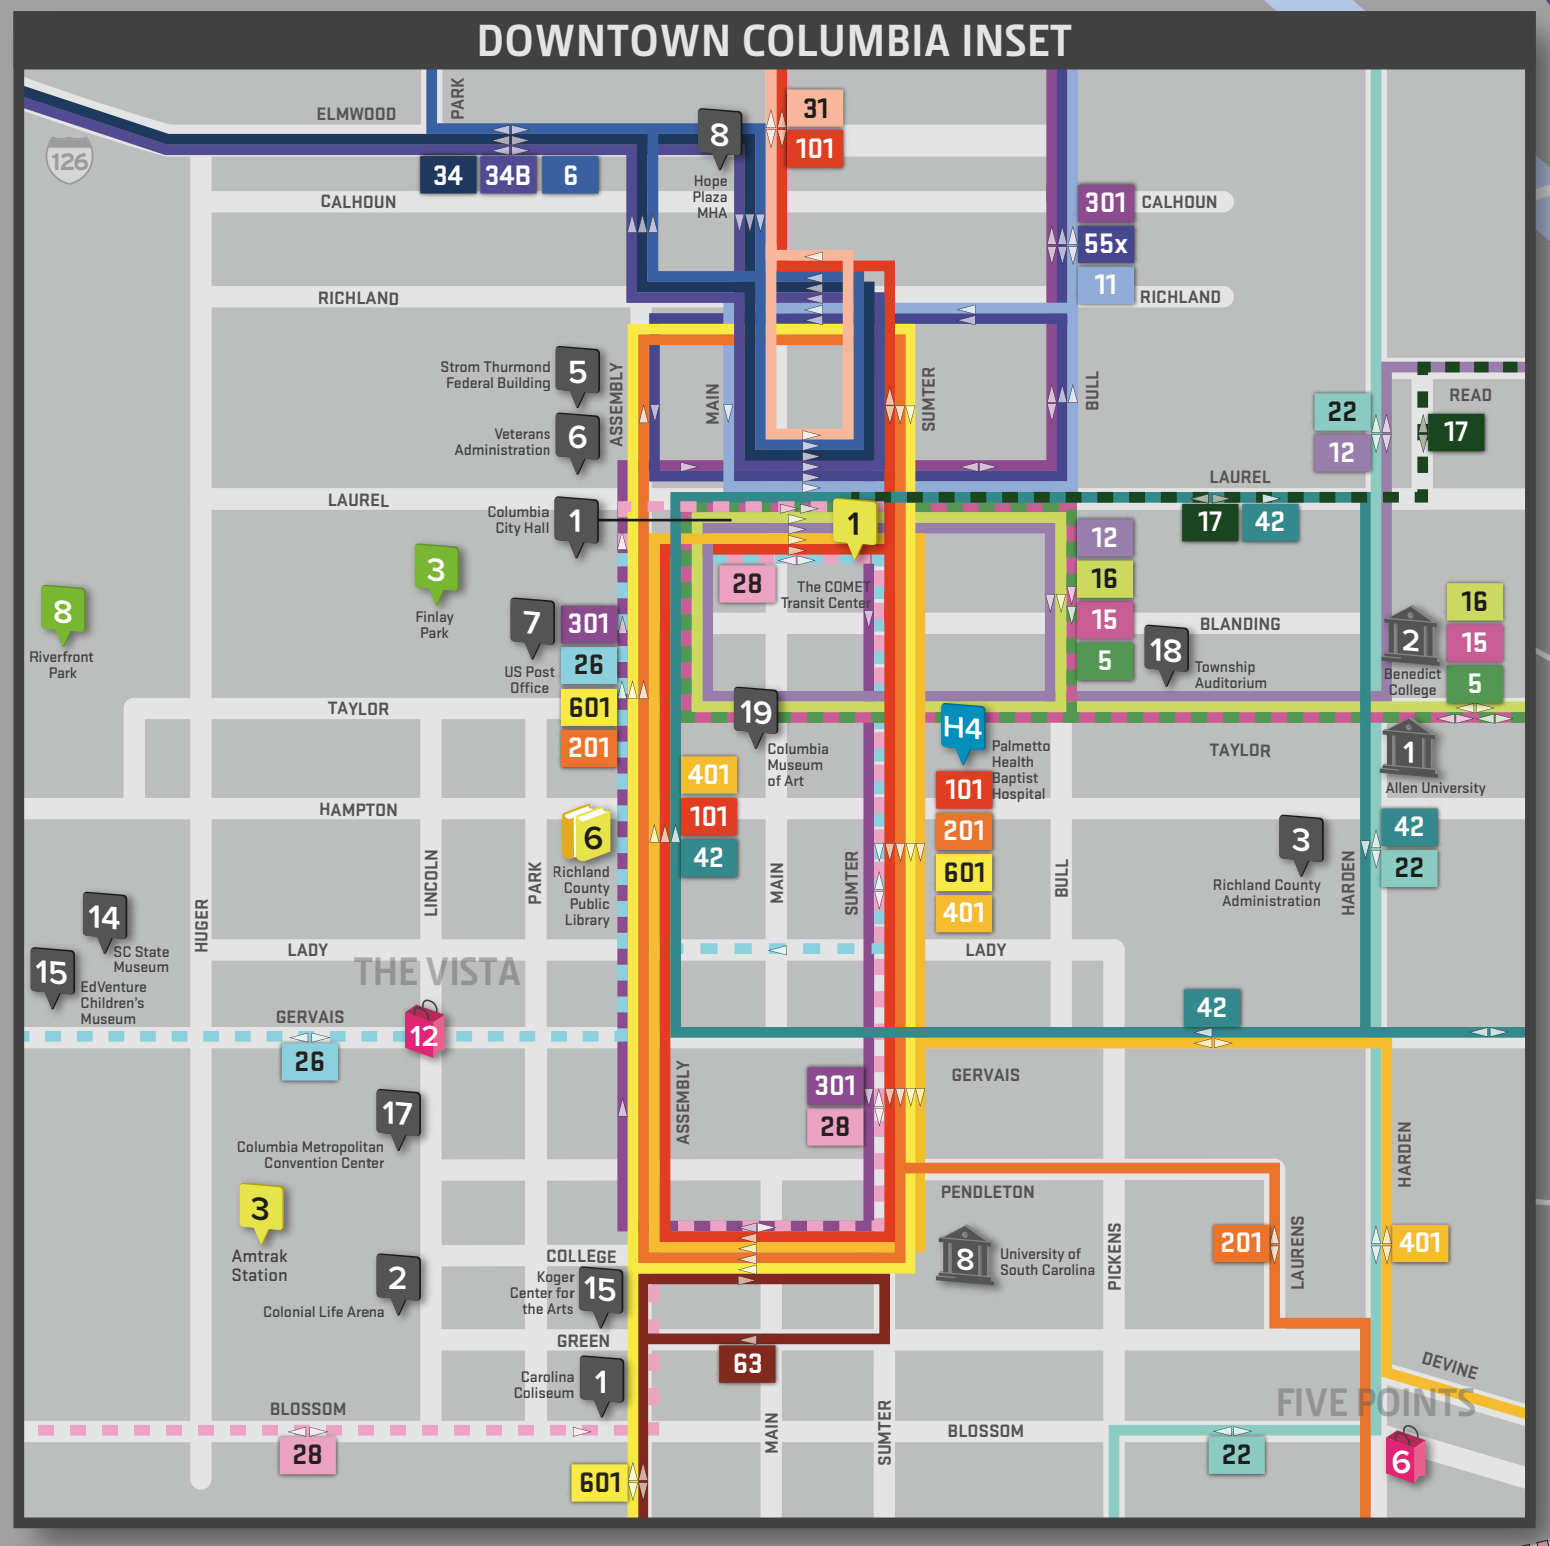 DOWNTOWN COLUMBIA INSET
ELMWOOD
PARK
126
34
34B
6
8
Hope
Plaza
MHA
31
101
CALHOUN
301
CALHOUN
55x
11
RICHLAND
RICHLAND
Strom Thurmond
Federal Building
5
ASSEMBLY
MAIN
SUMTER
BULL
Veterans
Administration
6
22
12
READ
17
LAUREL
LAUREL
17
42
Columbia
City Hall
1
1
The COMET
Transit Center
28
12
16
15
5
3
Finlay
Park
8
Riverfront
Park
7
US Post
Office
301
26
601
201
BLANDING
18
Township
Auditorium
2
Benedict
College
16
15
5
TAYLOR
19
Columbia
Museum
of Art
H4
Palmetto
Health
Baptist
Hospital
TAYLOR
1
Allen University
401
101
42
101
201
601
401
HAMPTON
6
Richland
County
Public
Library
HUGER
LINCOLN
PARK
MAIN
SUMTER
BULL
3
Richland County
Administration
HARDEN
42
22
14
SC State
Museum
15
EdVenture
Children's
Museum
LADY
LADY
THE VISTA
GERVAIS
26
12
42
GERVAIS
17
Columbia Metropolitan
Convention Center
ASSEMBLY
301
28
HARDEN
3
Amtrak
Station
PENDLETON
8
University of
South Carolina
PICKENS
201
LAURENS
401
2
Colonial Life Arena
COLLEGE
Koger
Center for
the Arts
15
GREEN
63
Carolina
Coliseum
1
DEVINE
FIVE POINTS
BLOSSOM
28
MAIN
SUMTER
BLOSSOM
22
6
601